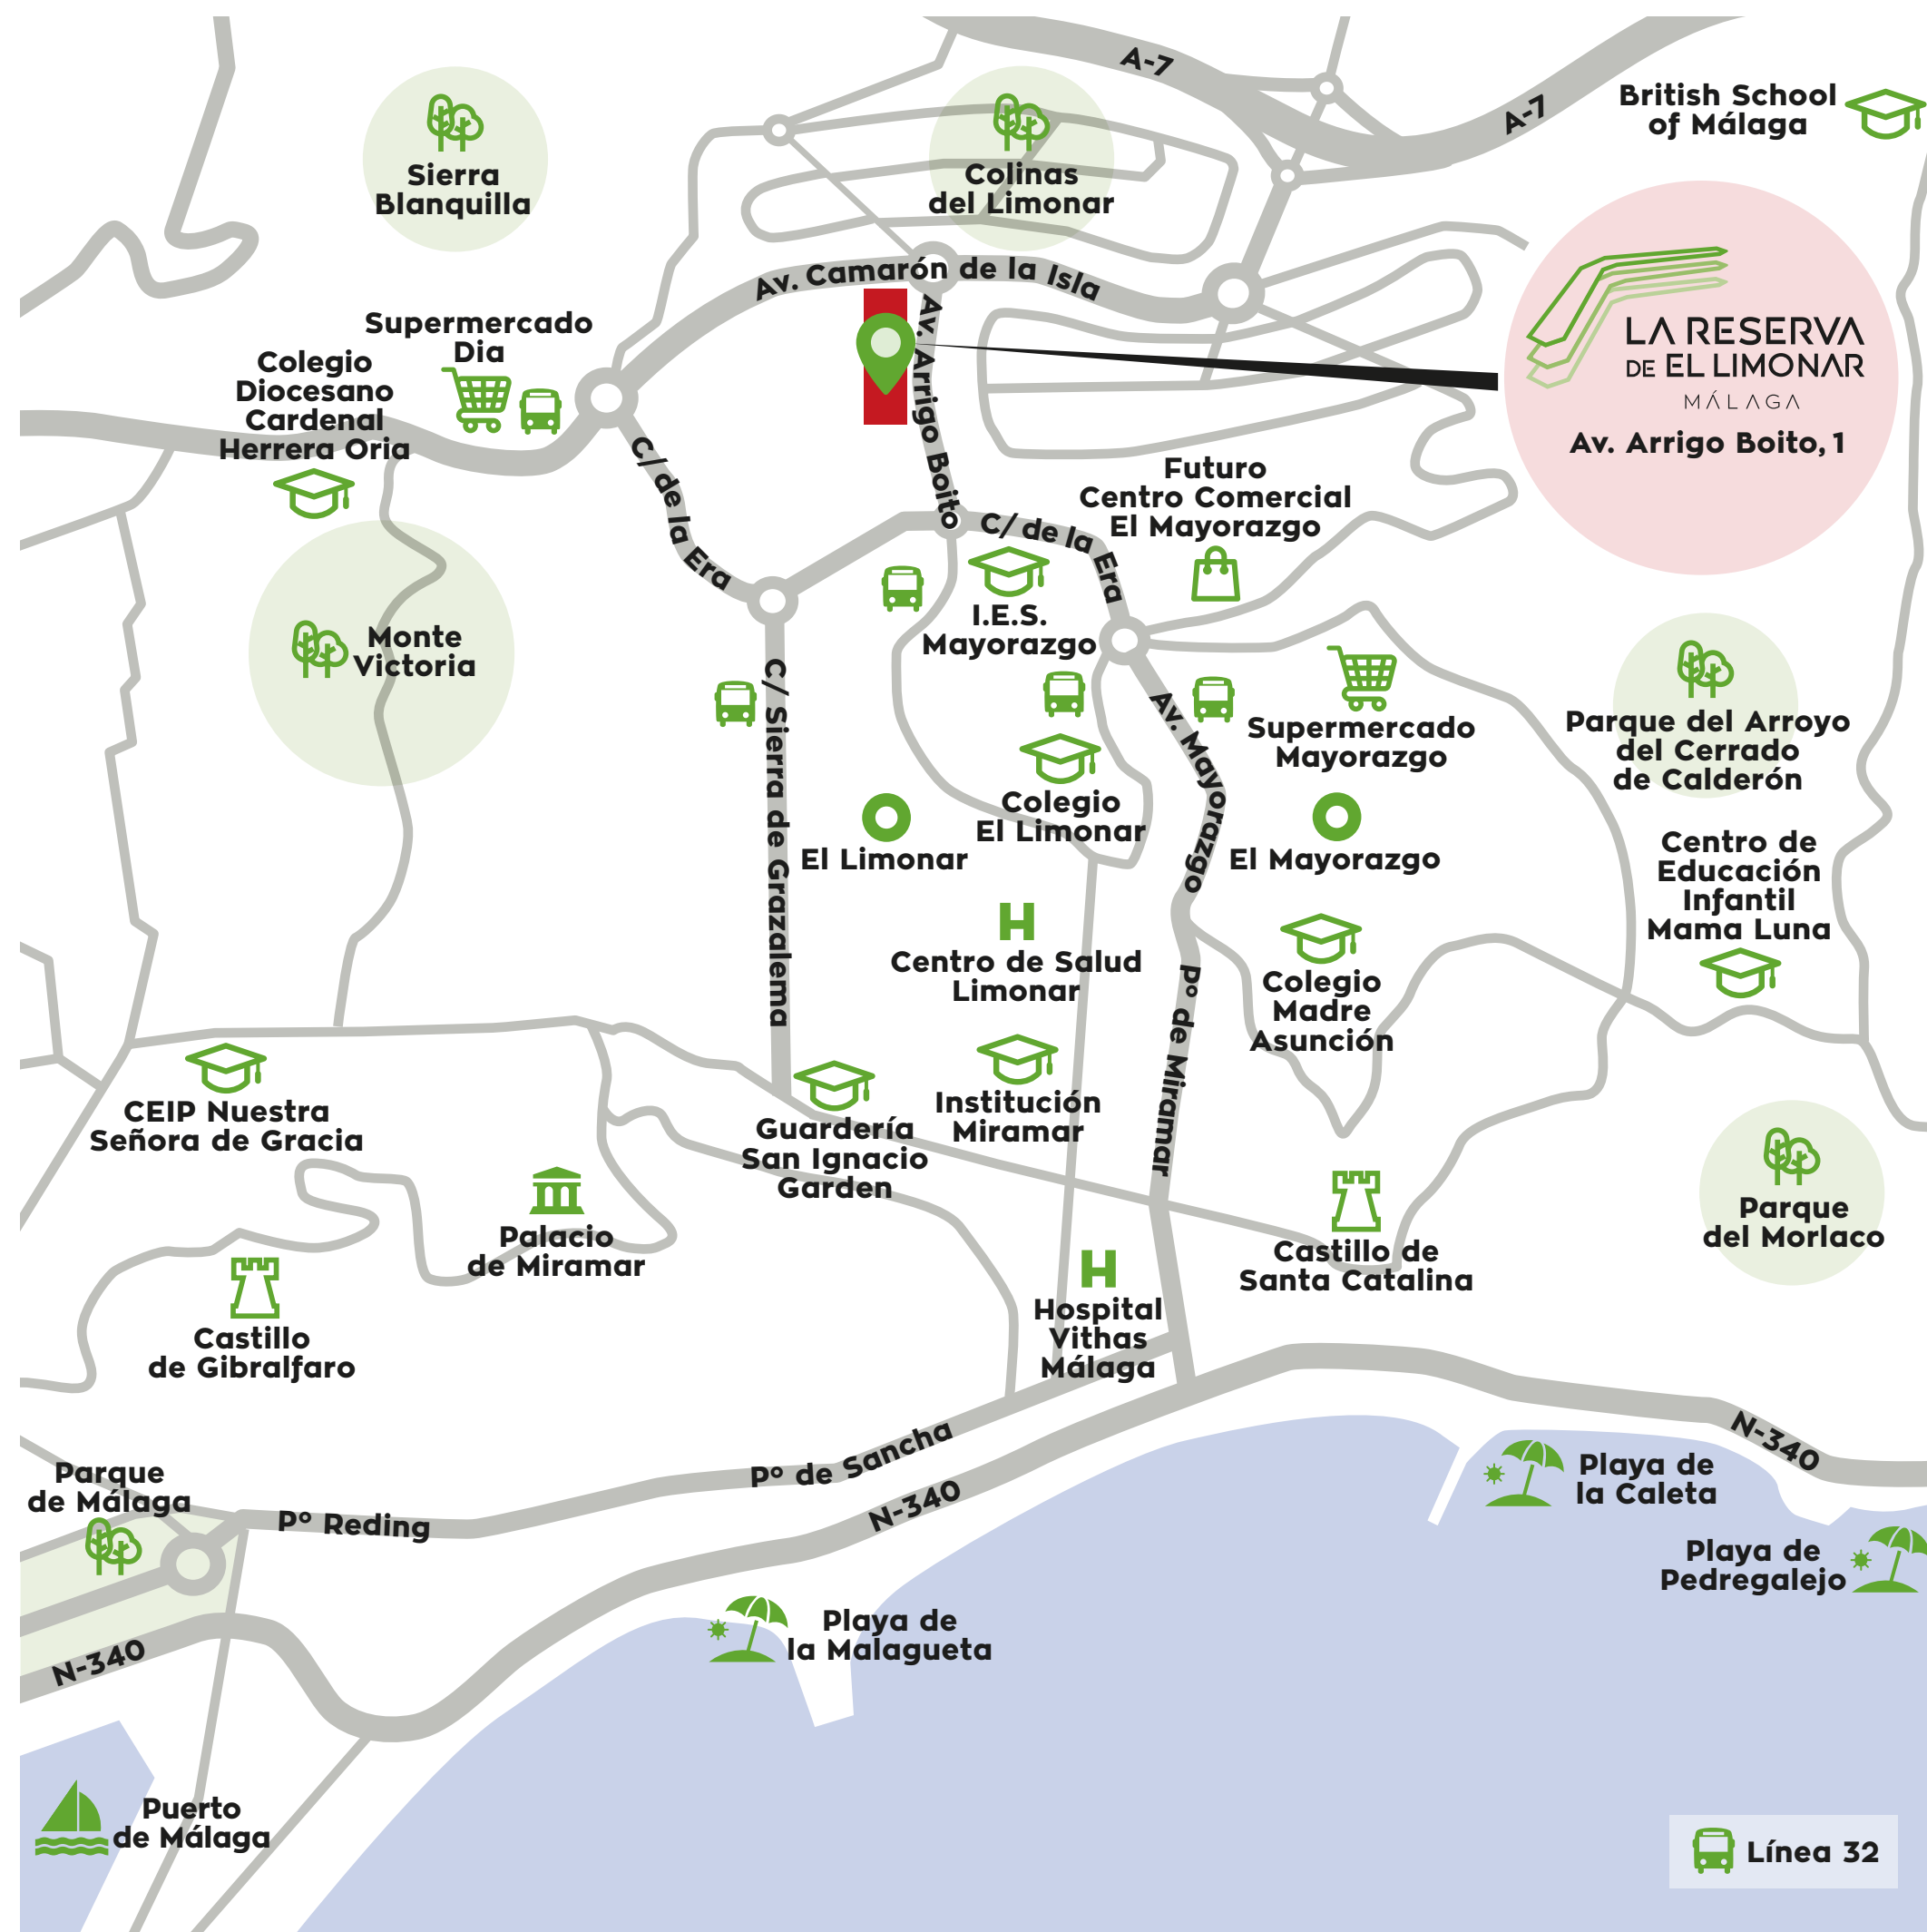 A-7
A-7
British School
of Málaga
Sierra
Blanquilla
Colinas
del Limonar
Av. Camarón de la Isla
Av. Arrigo Boito
LA RESERVA
DE EL LIMONAR
MÁLAGA
Av. Arrigo Boito, 1
Supermercado
Dia
Colegio
Diocesano
Cardenal
Herrera Oria
C/ de la Era
C/ de la Era
Futuro
Centro Comercial
El Mayorazgo
I.E.S.
Mayorazgo
Monte
Victoria
C/ Sierra de Grazalema
Av. Mayorazgo
Supermercado
Mayorazgo
Parque del Arroyo
del Cerrado
de Calderón
Colegio
El Limonar
El Limonar
El Mayorazgo
Centro de
Educación
Infantil
Mama Luna
Centro de Salud
Limonar
Pº de Miramar
Colegio
Madre
Asunción
CEIP Nuestra
Señora de Gracia
Guardería
San Ignacio
Garden
Institución
Miramar
Palacio
de Miramar
Castillo de
Santa Catalina
Parque
del Morlaco
Castillo
de Gibralfaro
Hospital
Vithas
Málaga
N-340
Pº de Sancha
N-340
Playa de
la Caleta
Parque
de Málaga
Pº Reding
Playa de
Pedregalejo
Playa de
la Malagueta
N-340
Puerto
de Málaga
Línea 32